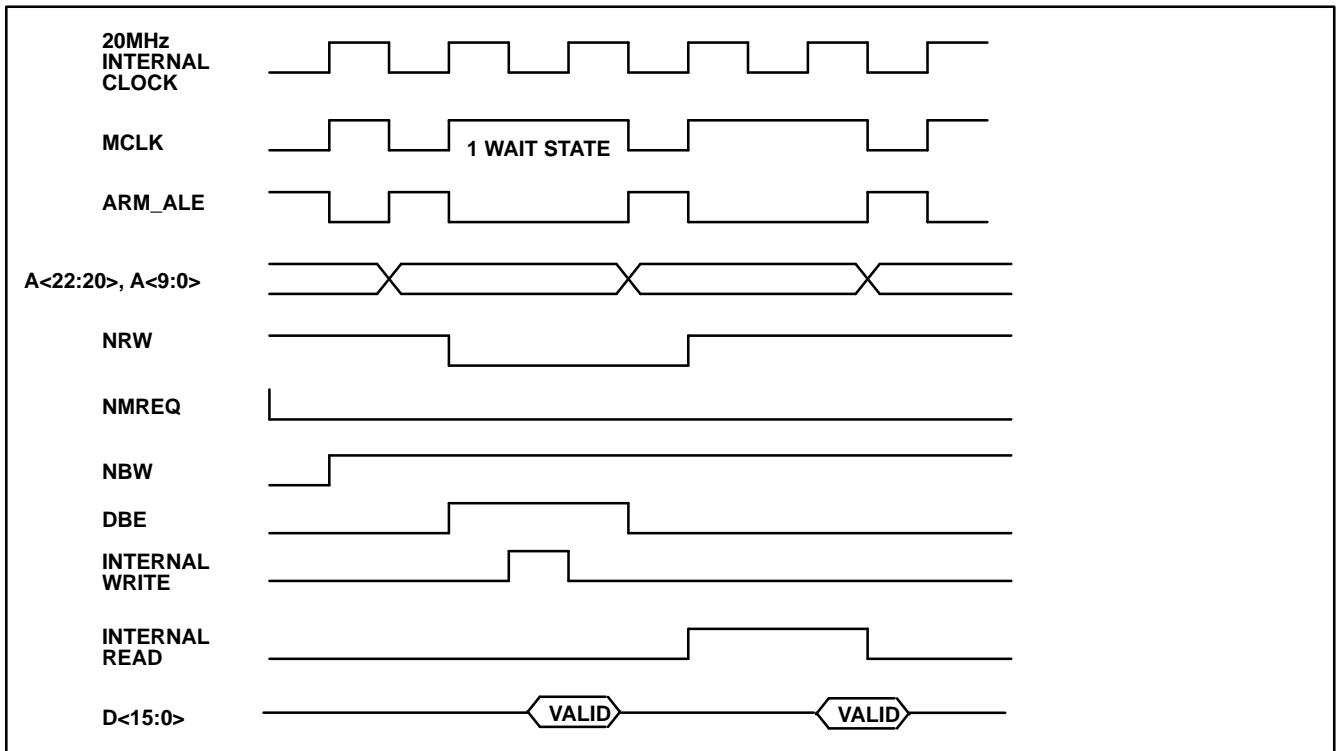 20MHz
INTERNAL
CLOCK
MCLK
1 WAIT STATE
ARM_ALE
A<22:20>, A<9:0>
NRW
NMREQ
NBW
DBE
INTERNAL
WRITE
INTERNAL
READ
D<15:0>
VALID
VALID